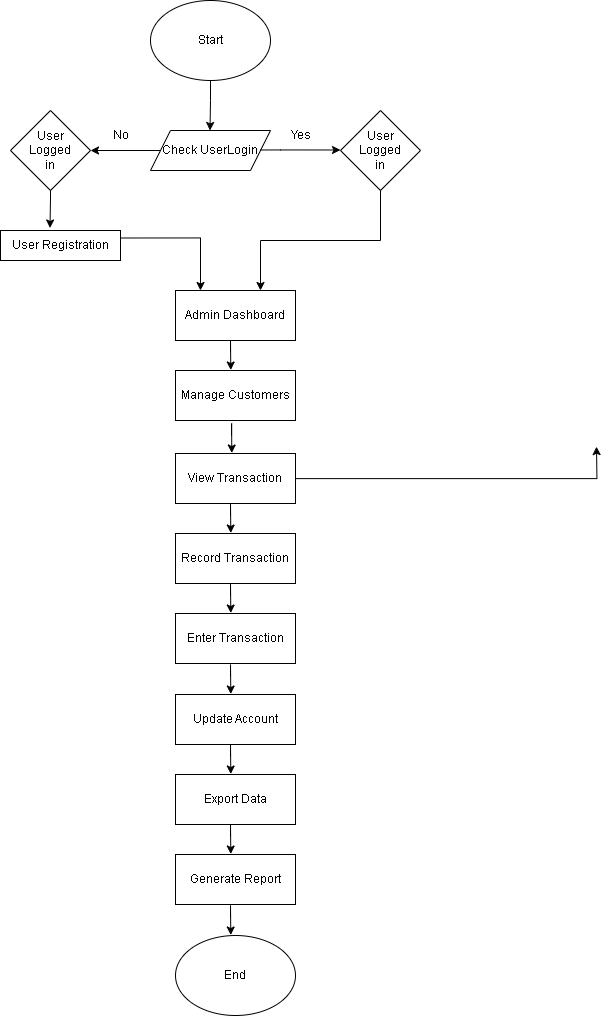 Start
No
Yes
User
Logged
in
Check UserLogin
User
Logged
in
User Registration
Admin Dashboard
Manage Customers
View Transaction
Record Transaction
Enter Transaction
Update Account
Export Data
Generate Report
End